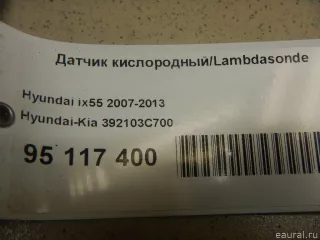 Датчик кислородный/Lambdasonde
Hyundai ix55 2007-2013
Hyundai-Kia 392103C700
95 117 400
eaural.ru